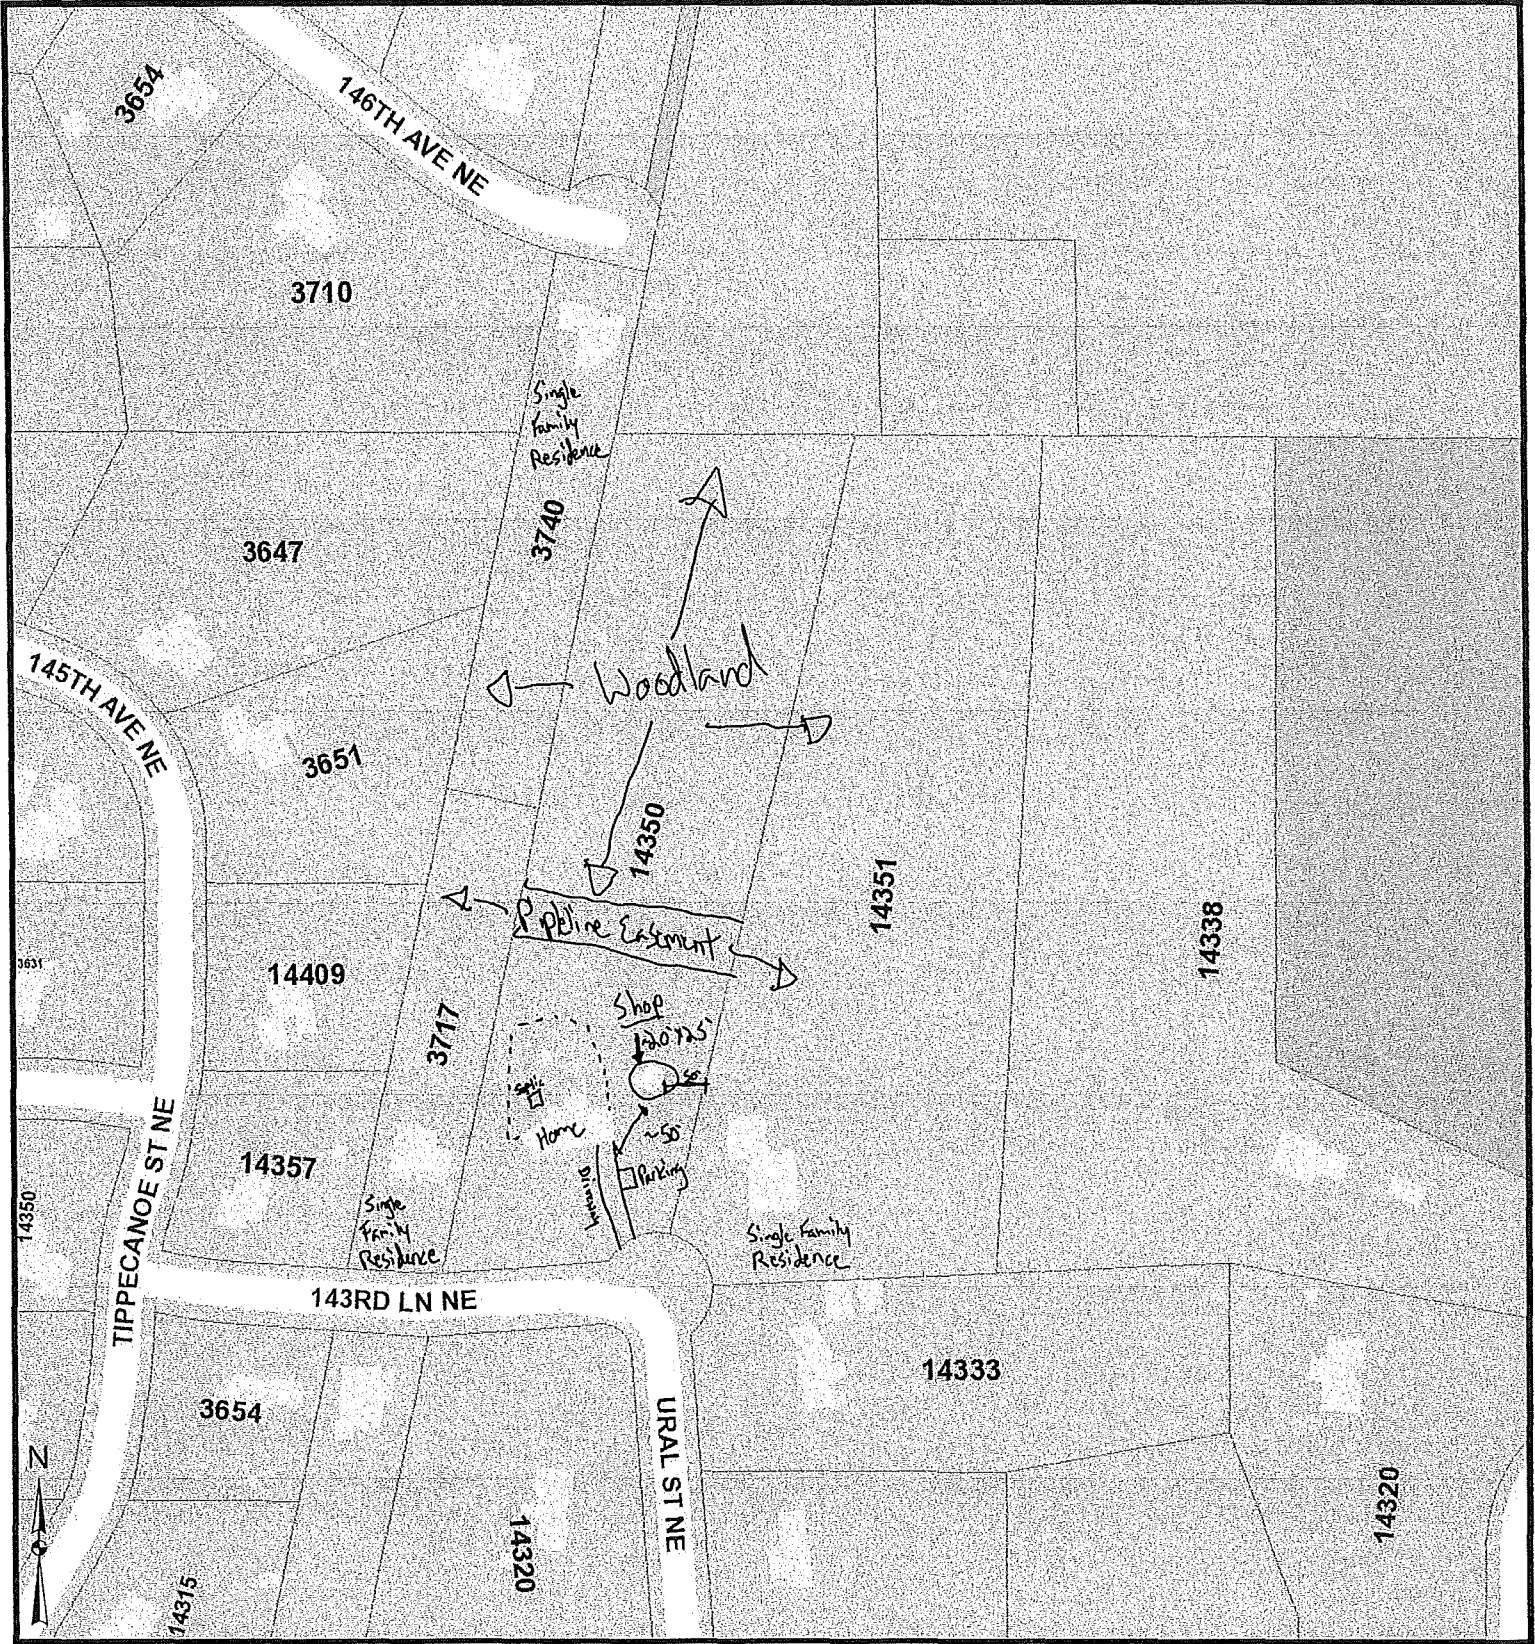 3654
146TH AVE NE
3710
Single
Family
Residence
3740
3647
Woodland
145TH AVE NE
3651
14350
14351
Pipeline Easement
14338
3631
14409
3717
Shop
~20'x25'
50'
Septic
Home
~50'
14357
Parking
Driveway
14350
TIPPECANOE ST NE
Single
Family
Residence
Single Family
Residence
143RD LN NE
14333
3654
URAL ST NE
N
14320
14320
14315